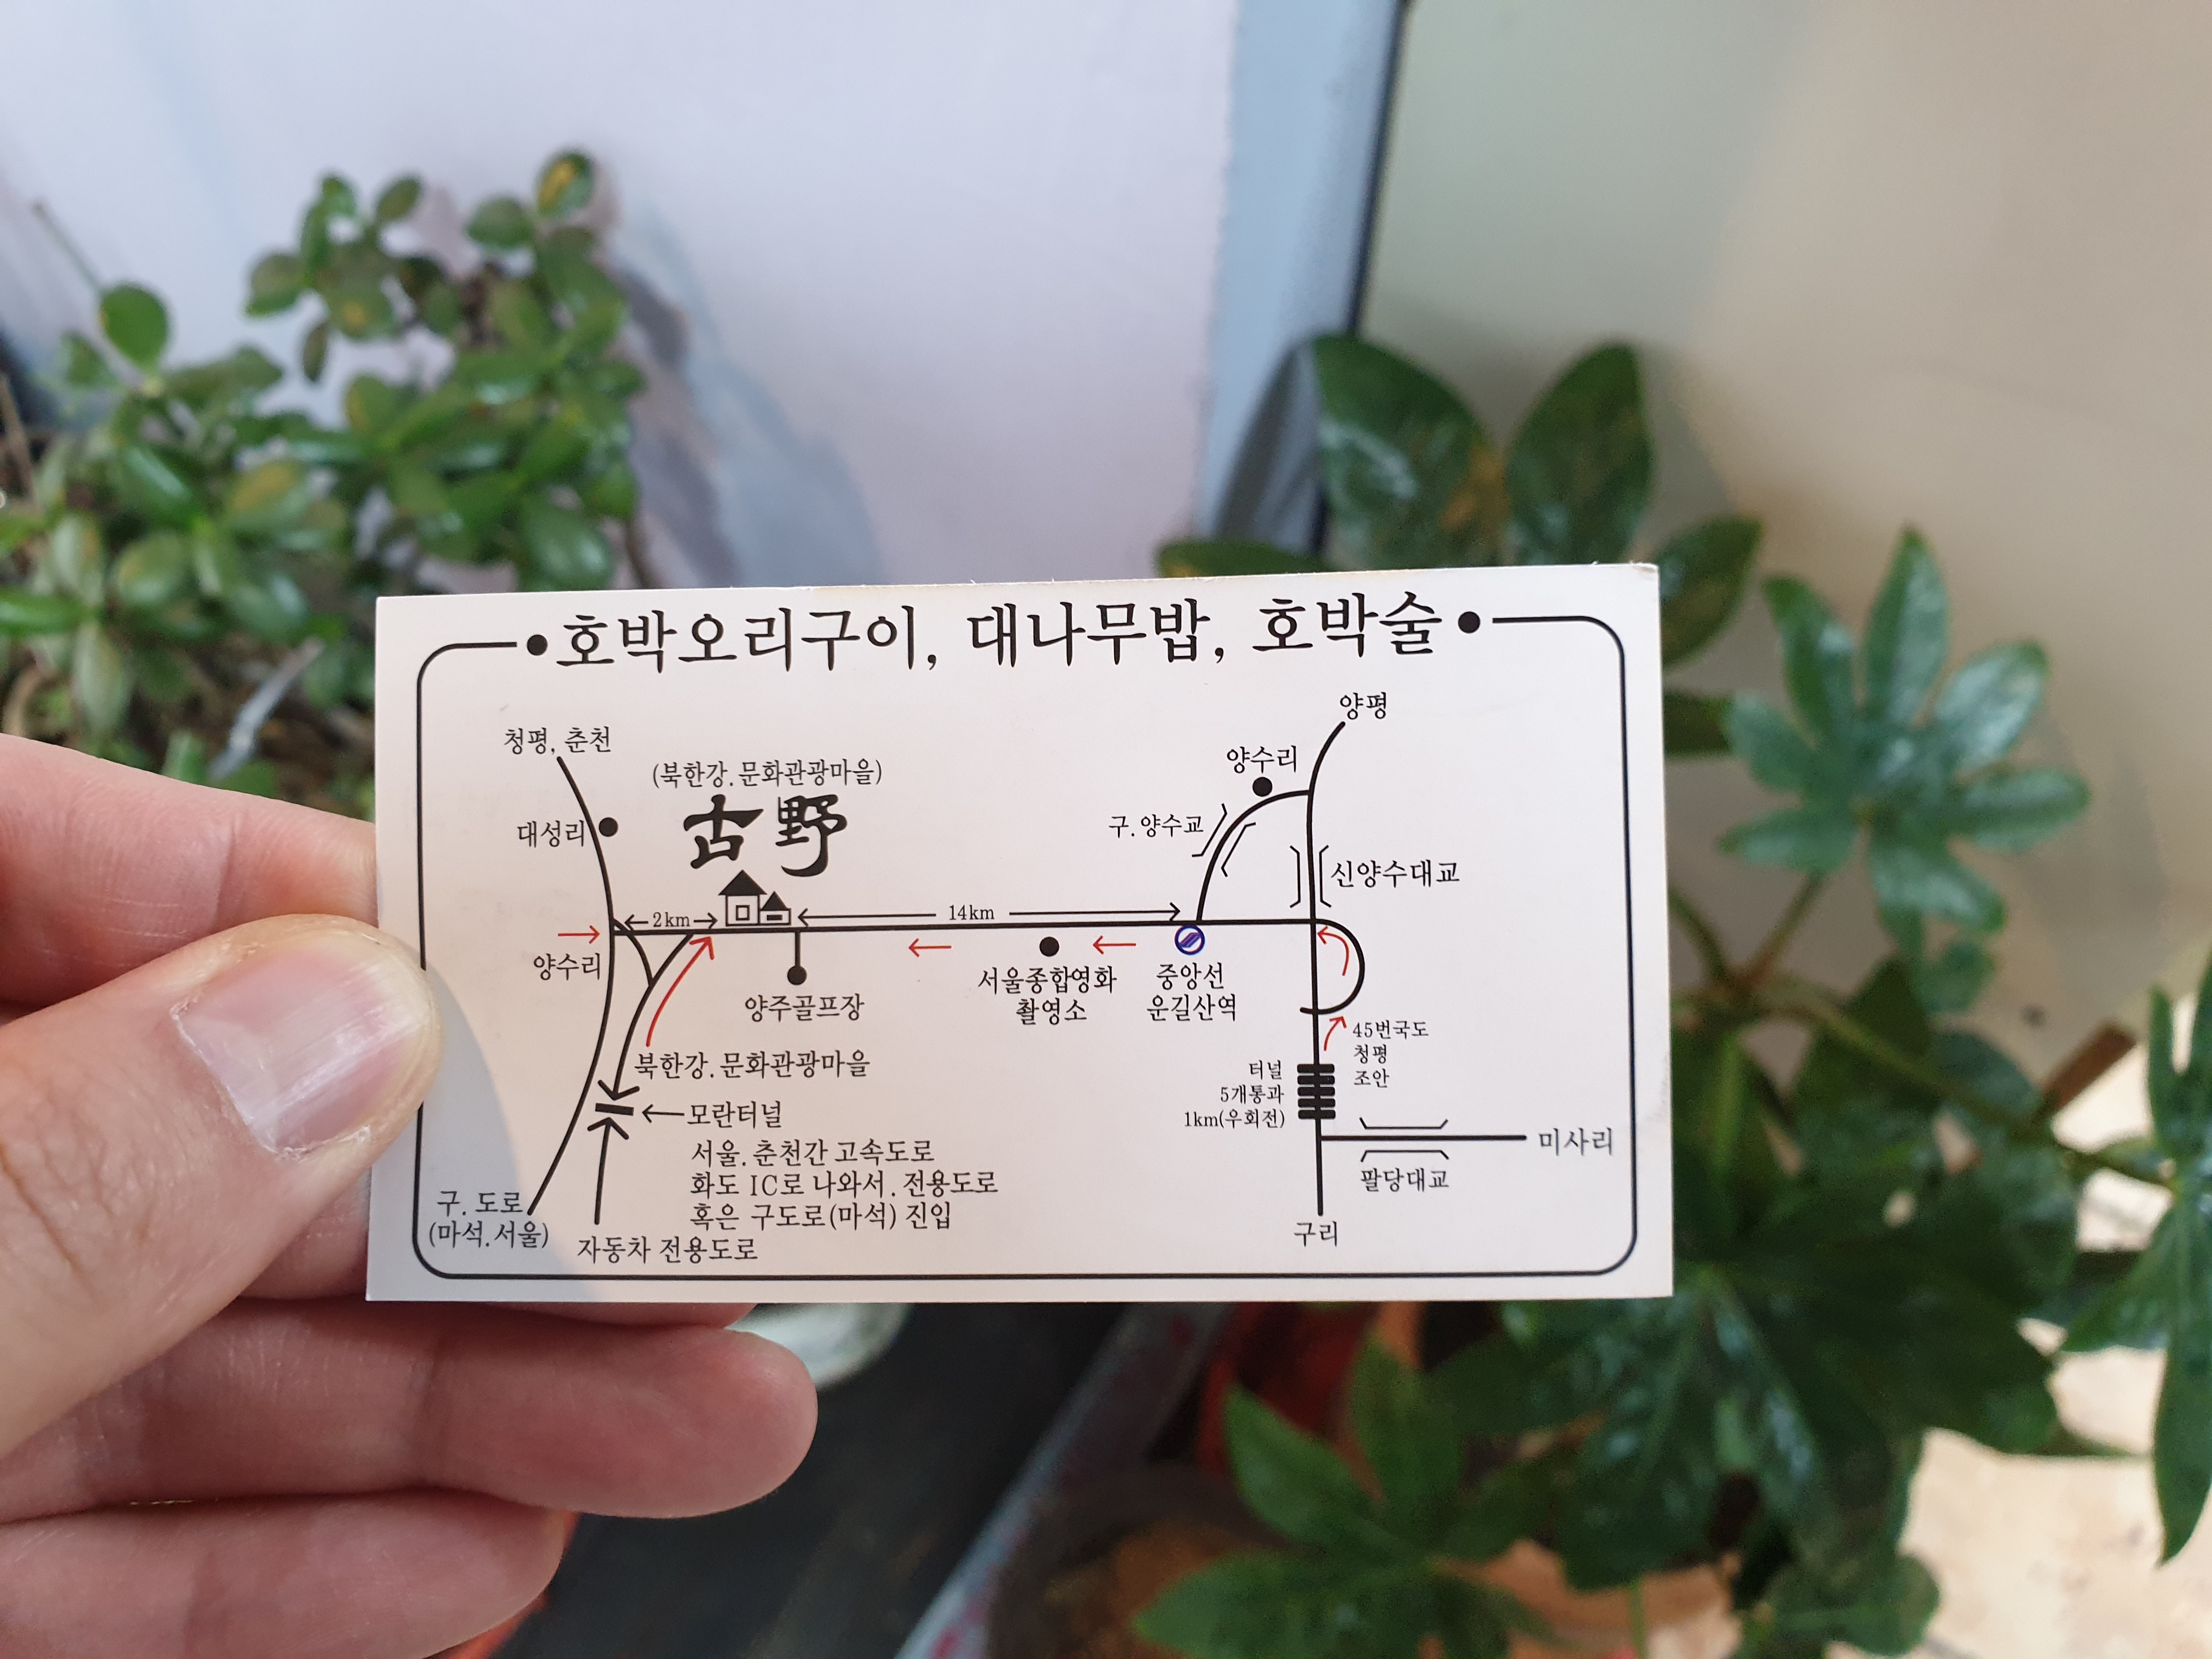 호박오리구이, 대나무밥, 호박술
양평
청평, 춘천
양수리
(북한강.문화관광마을)
古野
대성리
구.양수교
신양수대교
2km
14km
양수리
서울종합영화
촬영소
중앙선
운길산역
양주골프장
45번국도
청평
조안
북한강.문화관광마을
터널
5개통과
1km(우회전)
모란터널
미사리
서울.춘천간 고속도로
화도 IC로 나와서.전용도로
혹은 구도로(마석) 진입
팔당대교
구.도로
(마석.서울)
구리
자동차 전용도로